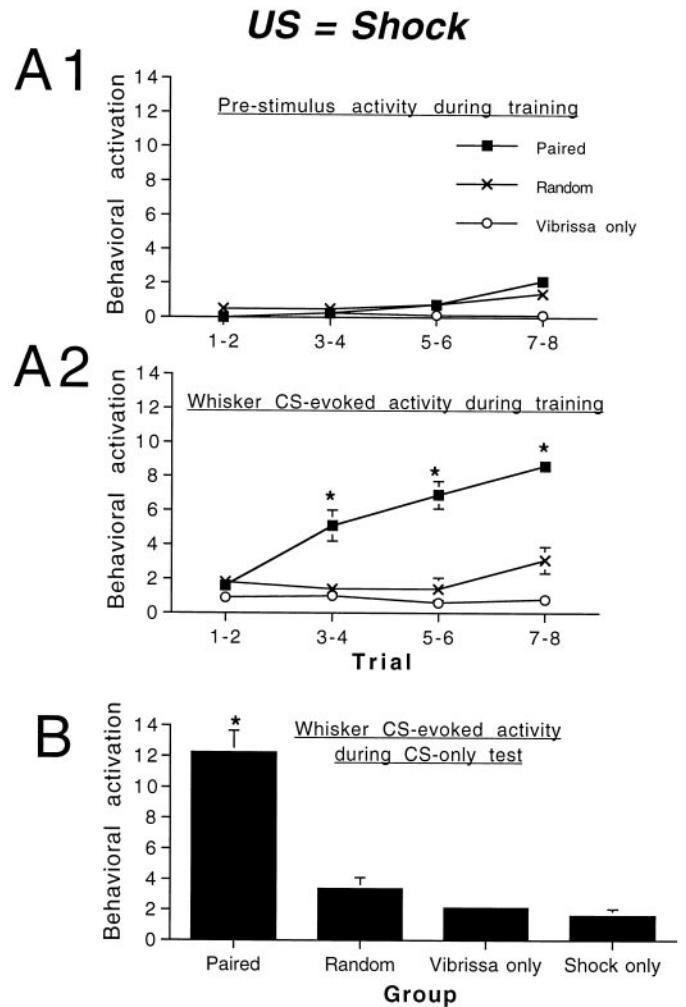 US = Shock
A1
Behavioral activation
14
12
10
8
6
4
2
0
Pre-stimulus activity during training
Paired
Random
Vibrissa only
1-2
3-4
5-6
7-8
A2
Behavioral activation
14
12
10
8
6
4
2
0
Whisker CS-evoked activity during training
*
*
*
1-2
3-4
5-6
7-8
Trial
B
Behavioral activation
14
12
10
8
6
4
2
0
*
Whisker CS-evoked activity
during CS-only test
Paired
Random
Vibrissa only
Shock only
Group